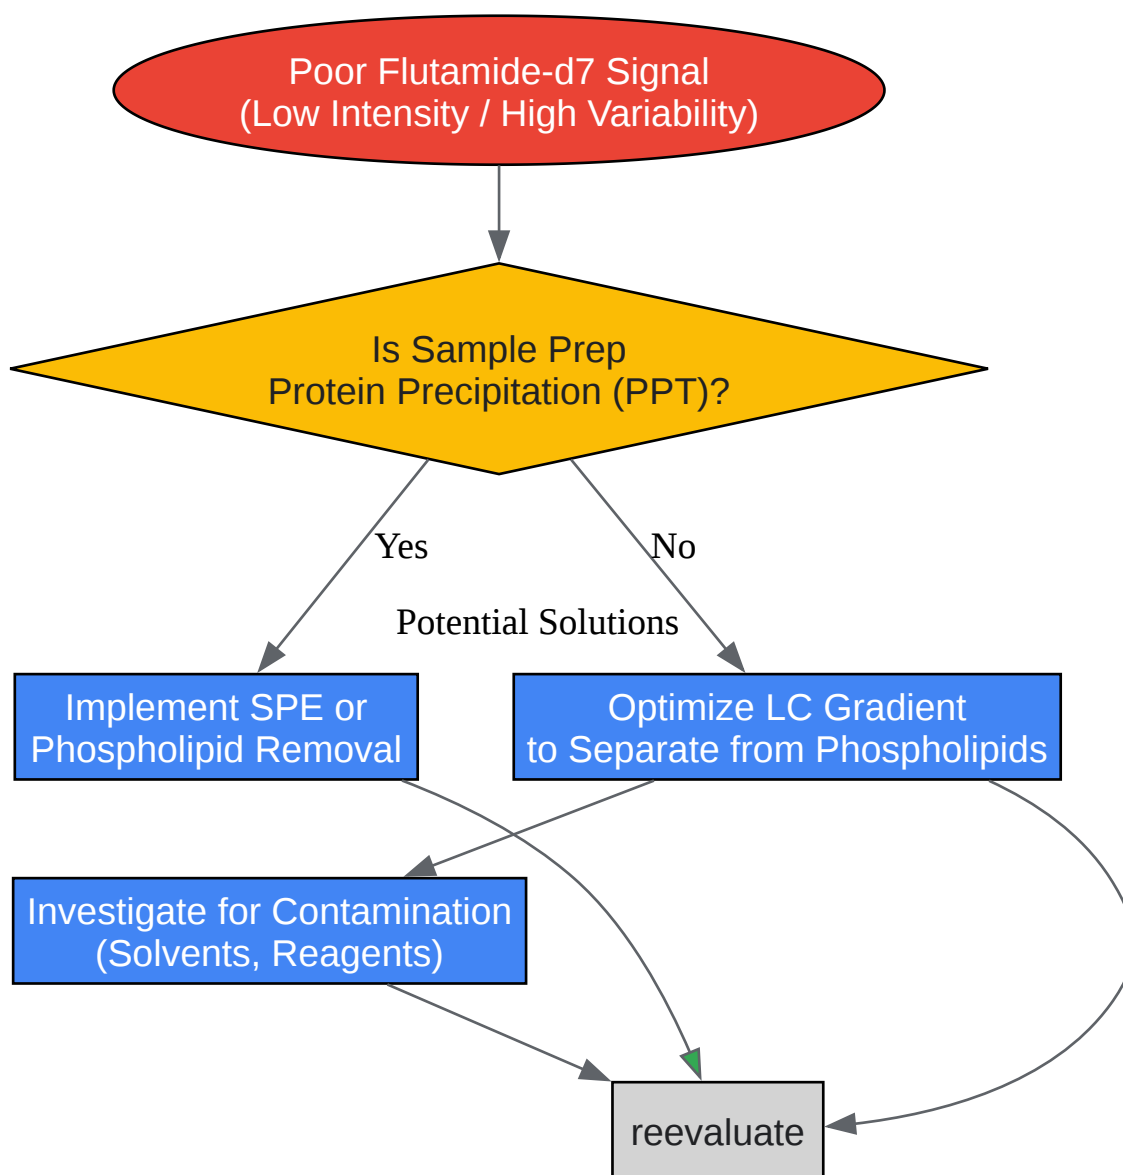 Poor Flutamide-d7 Signal
(Low Intensity / High Variability)
Is Sample Prep
Protein Precipitation (PPT)?
Yes
No
Potential Solutions
Implement SPE or
Phospholipid Removal
Optimize LC Gradient
to Separate from Phospholipids
Investigate for Contamination
(Solvents, Reagents)
reevaluate